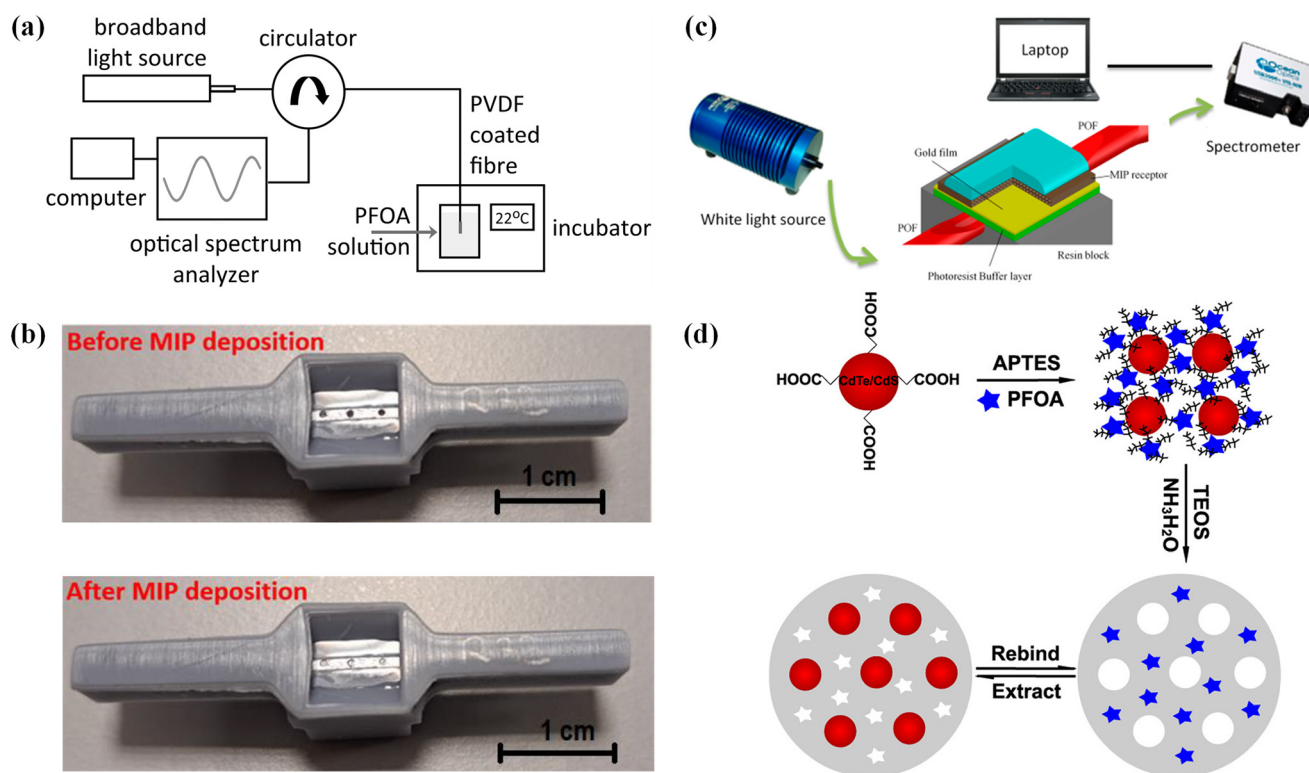 (a)
broadband
light source
circulator
PVDF
coated
fibre
computer
optical spectrum
analyzer
PFOA
solution
22°C
incubator
(b)
Before MIP deposition
1 cm
After MIP deposition
1 cm
(c)
Laptop
Ocean
Optics
Spectrometer
White light source
POF
Gold film
MIP receptor
POF
Photoresist Buffer layer
Resin block
(d)
COOH
HOOC
CdTe/CdS
COOH
COOH
APTES
PFOA
TEOS
NH₃H₂O
Rebind
Extract